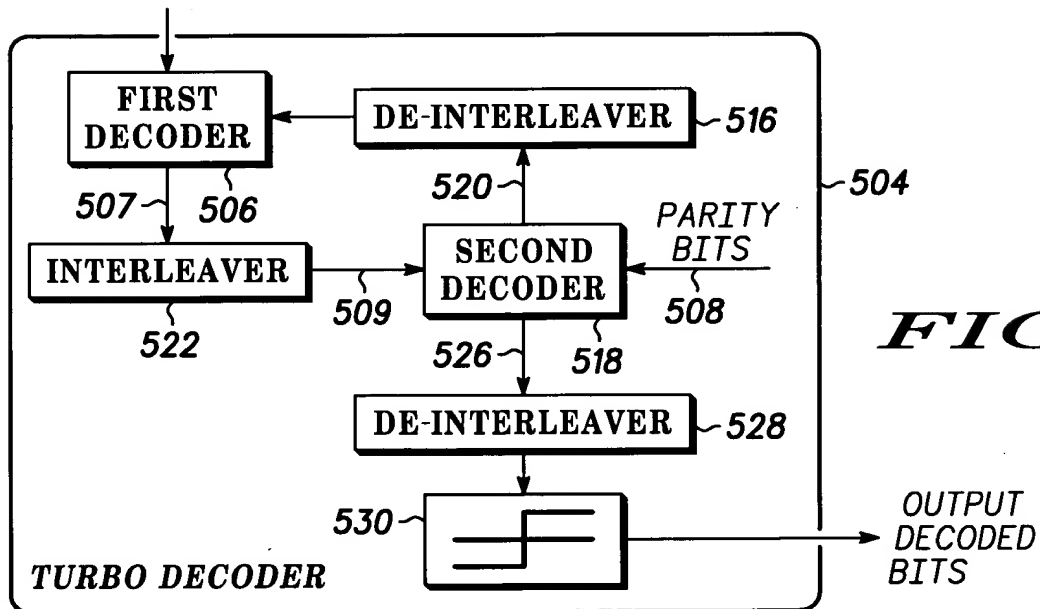 FIRST
DECODER
DE-INTERLEAVER
516
504
507
506
520
PARITY
BITS
INTERLEAVER
SECOND
DECODER
509
508
522
526
518
FIG
DE-INTERLEAVER
528
530
OUTPUT
DECODED
BITS
TURBO DECODER